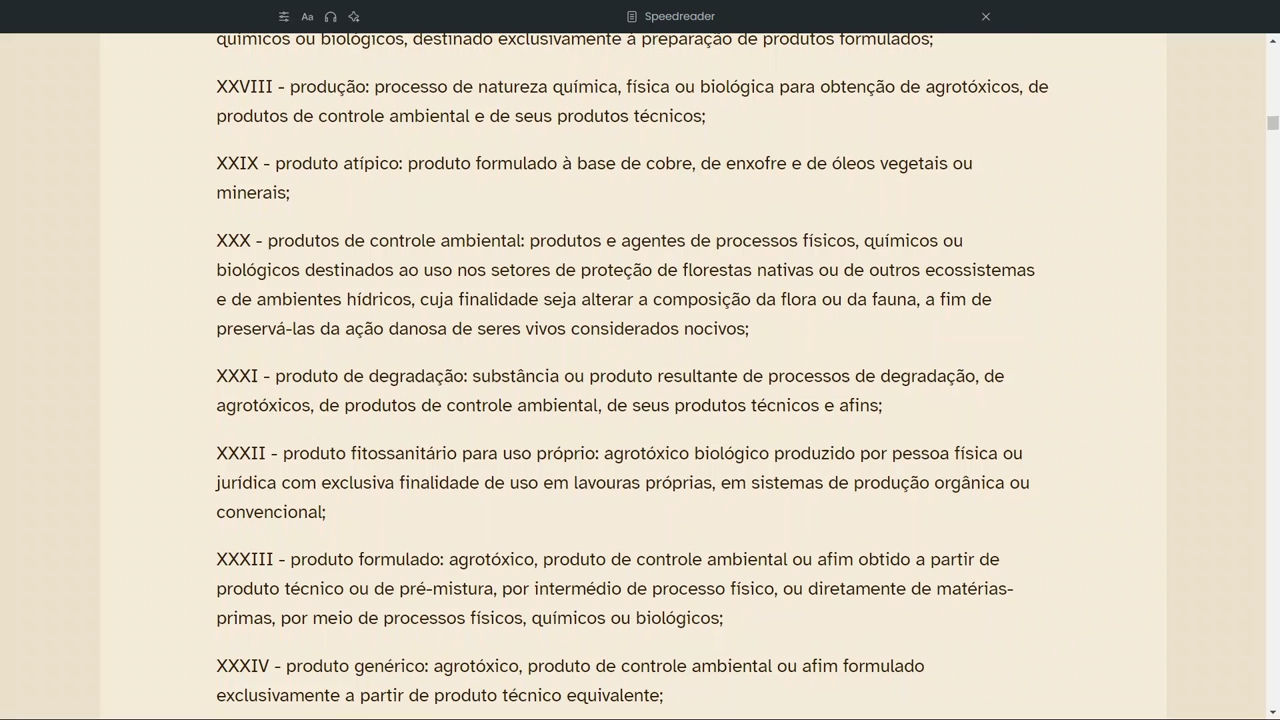 Aa
Speedreader
químicos ou biológicos, destinado exclusivamente à preparação de produtos formulados;
XXVIII - produção: processo de natureza química, física ou biológica para obtenção de agrotóxicos, de
produtos de controle ambiental e de seus produtos técnicos;
XXIX - produto atípico: produto formulado à base de cobre, de enxofre e de óleos vegetais ou
minerais;
XXX - produtos de controle ambiental: produtos e agentes de processos físicos, químicos ou
biológicos destinados ao uso nos setores de proteção de florestas nativas ou de outros ecossistemas
e de ambientes hídricos, cuja finalidade seja alterar a composição da flora ou da fauna, a fim de
preservá-las da ação danosa de seres vivos considerados nocivos;
XXXI - produto de degradação: substância ou produto resultante de processos de degradação, de
agrotóxicos, de produtos de controle ambiental, de seus produtos técnicos e afins;
XXXII - produto fitossanitário para uso próprio: agrotóxico biológico produzido por pessoa física ou
jurídica com exclusiva finalidade de uso em lavouras próprias, em sistemas de produção orgânica ou
convencional;
XXXIII - produto formulado: agrotóxico, produto de controle ambiental ou afim obtido a partir de
produto técnico ou de pré-mistura, por intermédio de processo físico, ou diretamente de matérias-
primas, por meio de processos físicos, químicos ou biológicos;
XXXIV - produto genérico: agrotóxico, produto de controle ambiental ou afim formulado
exclusivamente a partir de produto técnico equivalente;